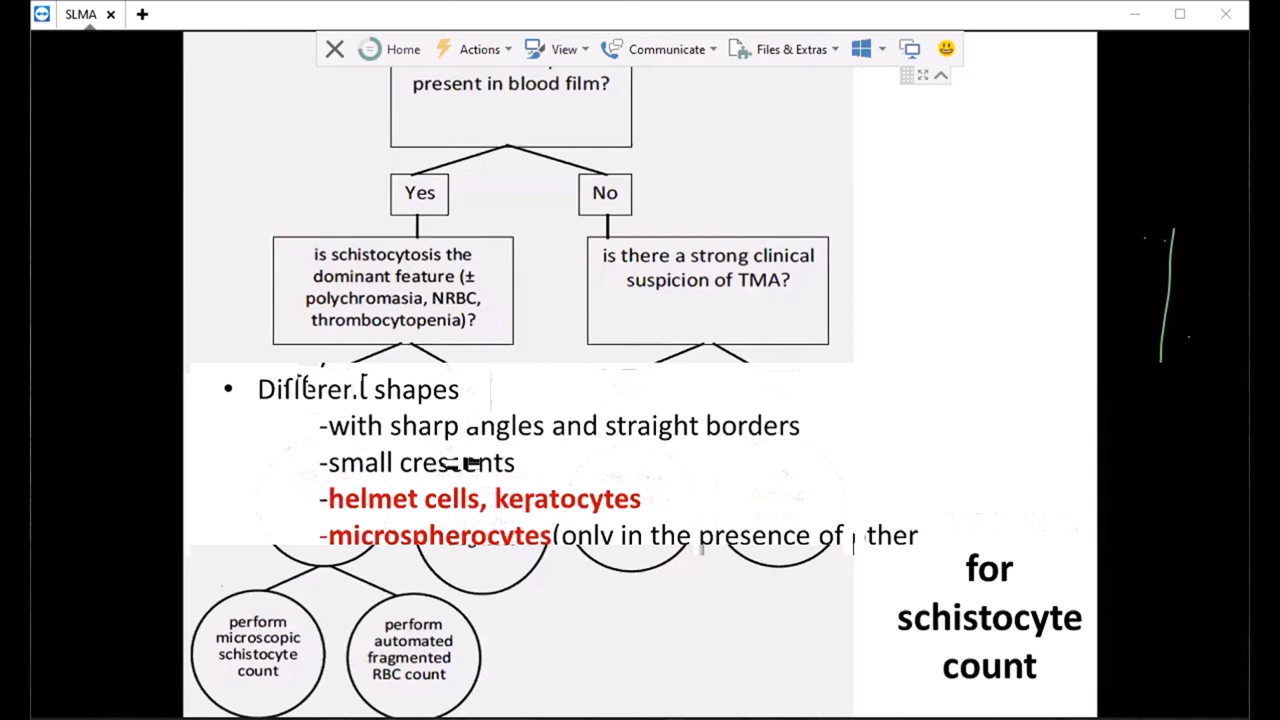 SLMA
Home Actions View Communicate Files & Extras
present in blood film?
Yes
No
is schistocytosis the
dominant feature (±
polychromasia, NRBC,
thrombocytopenia)?
is there a strong clinical
suspicion of TMA?
• Different shapes
-with sharp angles and straight borders
-small crescents
-helmet cells, keratocytes
-microspherocytes(only in the presence of other
for
schistocyte
count
perform
microscopic
schistocyte
count
perform
automated
fragmented
RBC count